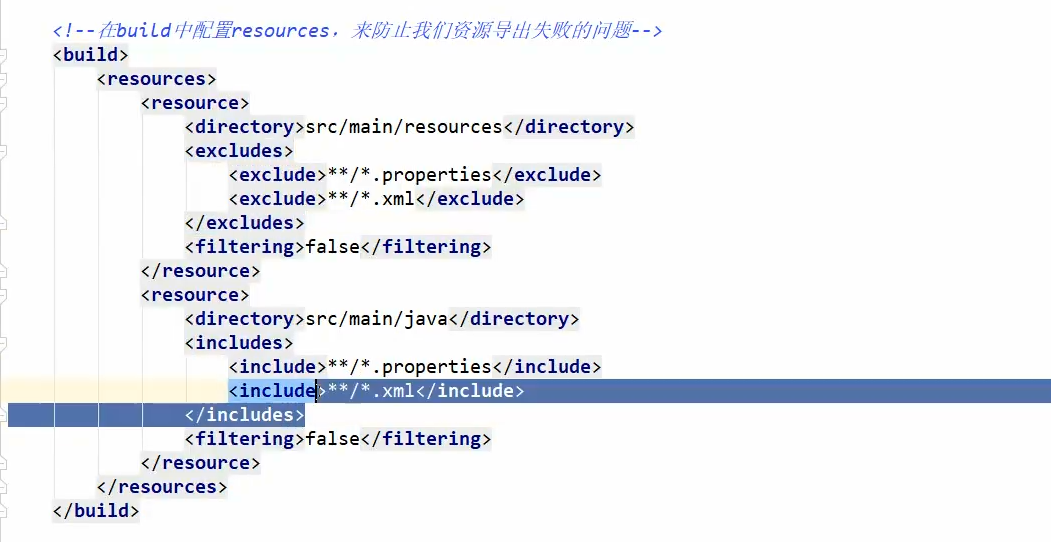 <!--在build中配置resources，来防止我们资源导出失败的问题-->
<build>
<resources>
<resource>
<directory>src/main/resources</directory>
<excludes>
<exclude>**/*.properties</exclude>
<exclude>**/*.xml</exclude>
</excludes>
<filtering>false</filtering>
</resource>
<resource>
<directory>src/main/java</directory>
<includes>
<include>**/*.properties</include>
<include>**/*.xml</include>
</includes>
<filtering>false</filtering>
</resource>
</resources>
</build>